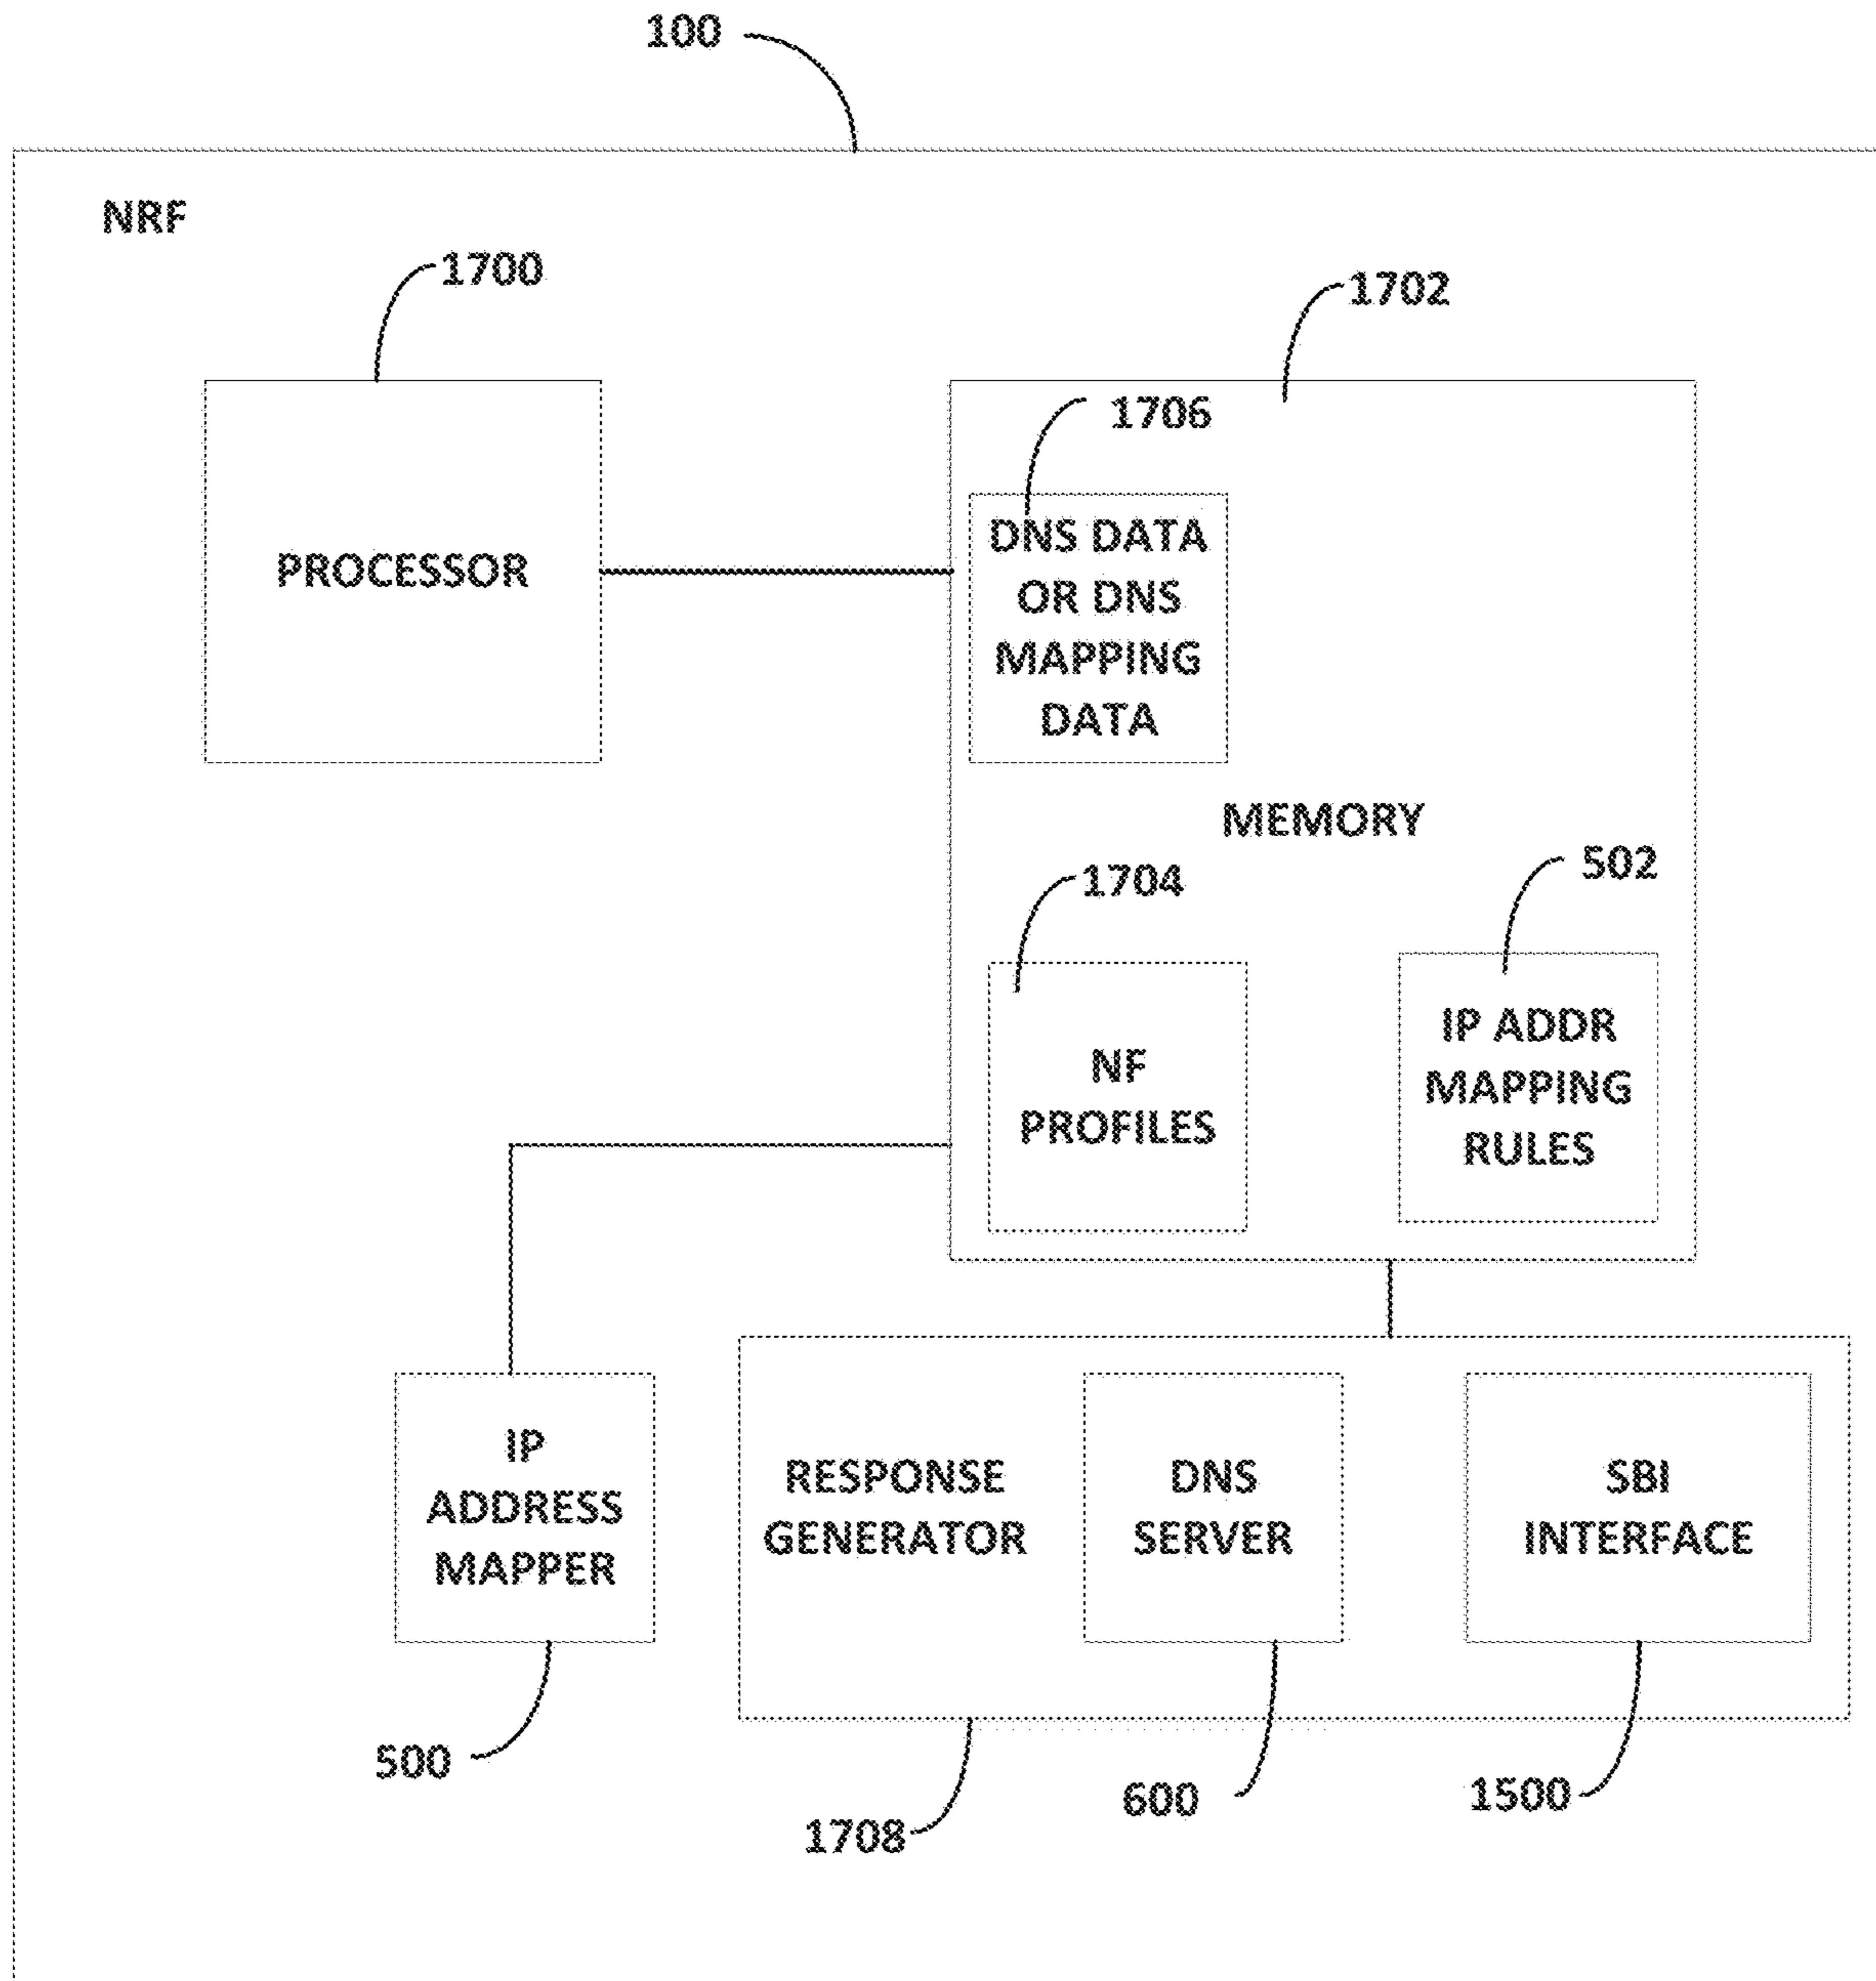 100
NRF
1700
1702
1706
PROCESSOR
DNS DATA
OR DNS
MAPPING
DATA
MEMORY
1704
502
NF
PROFILES
IP ADDR
MAPPING
RULES
IP
ADDRESS
MAPPER
RESPONSE
GENERATOR
DNS
SERVER
SBI
INTERFACE
500
1708
600
1500